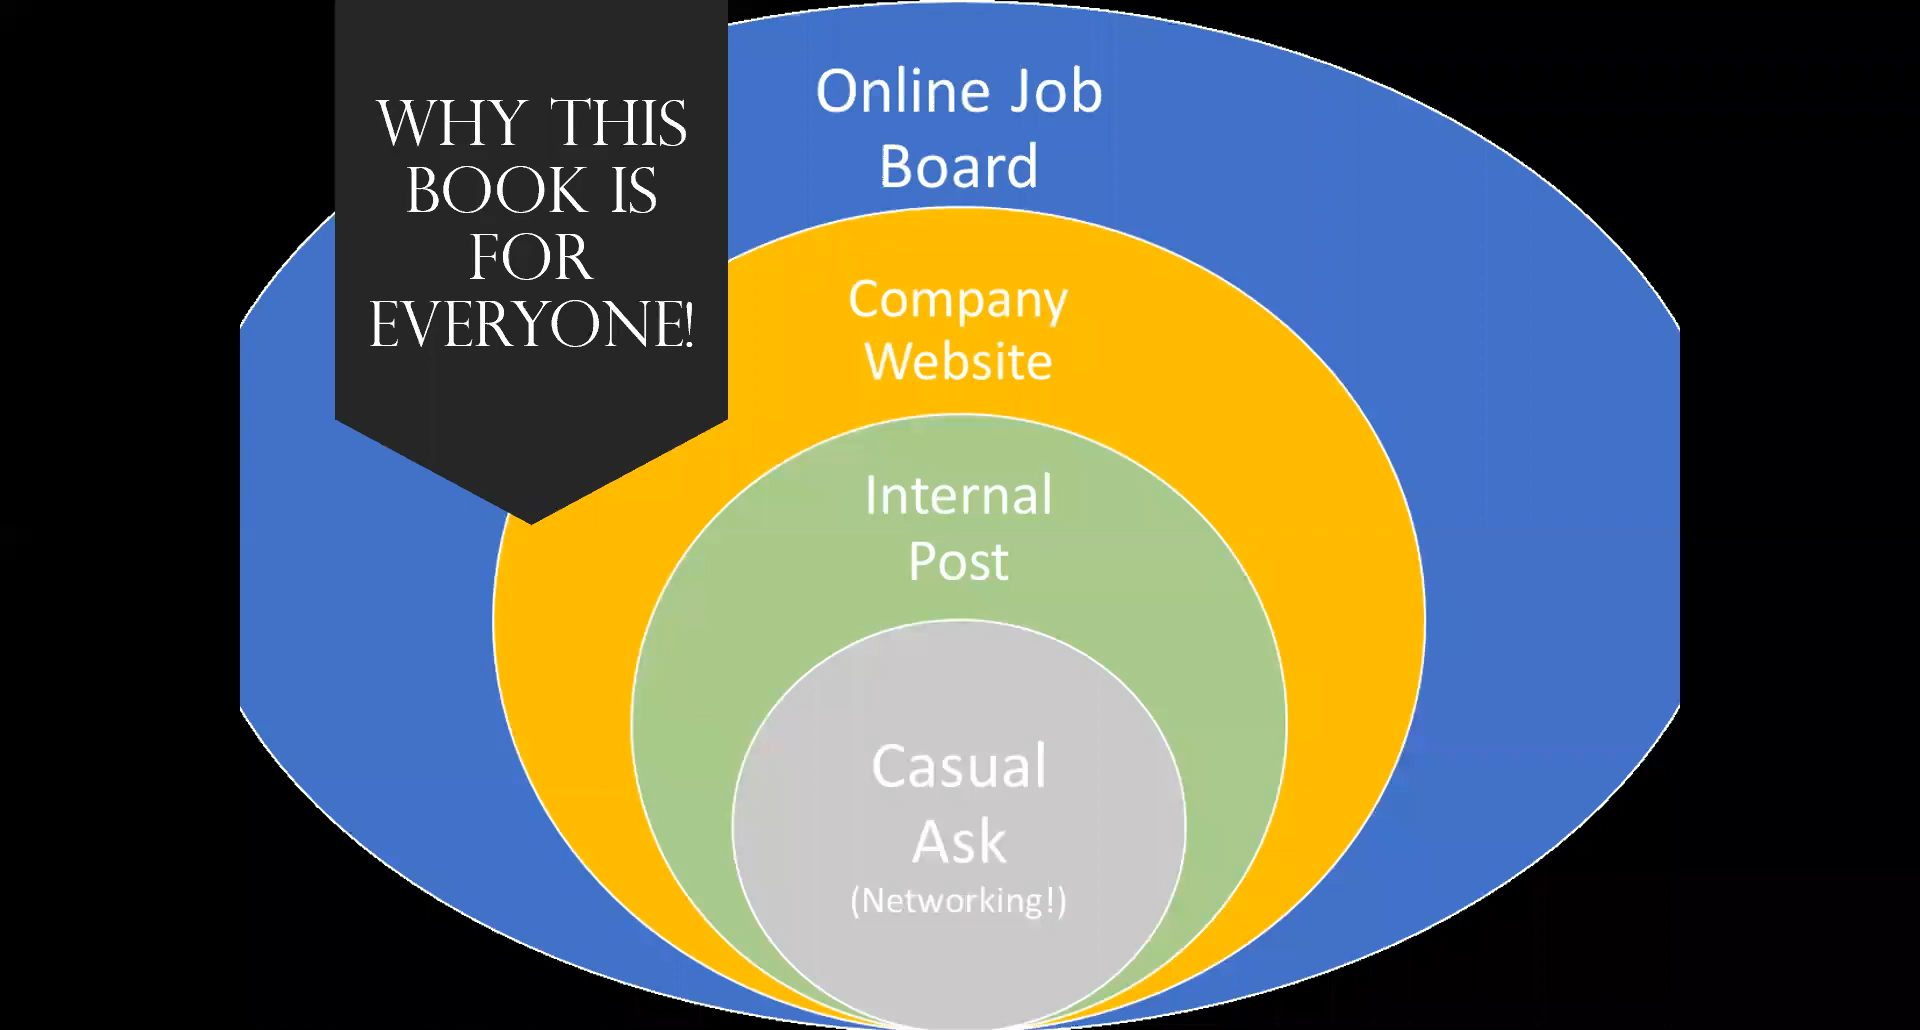 WHY THIS
BOOK IS
FOR
EVERYONE!
Online Job
Board
Company
Website
Internal
Post
Casual
Ask
(Networking!)